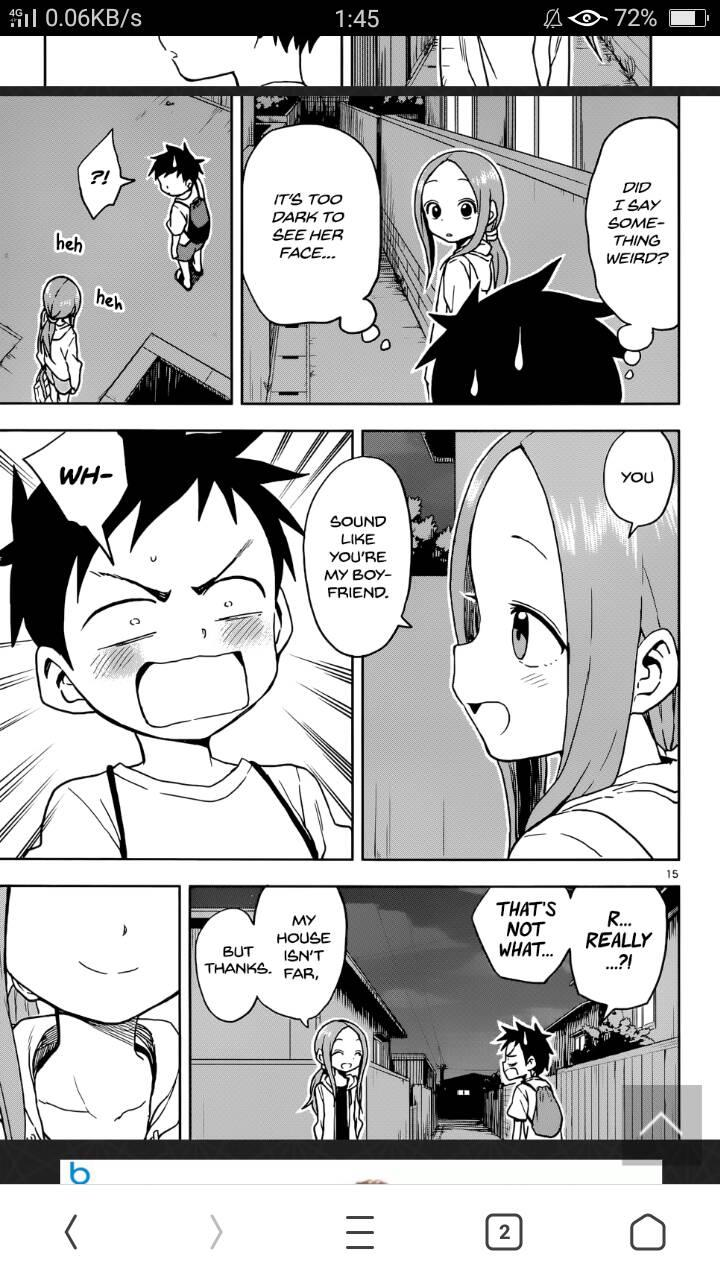 4G 0.06KB/s 1:45 72%
DID
I SAY
SOME-
THING
WEIRD?
IT'S TOO
DARK TO
SEE HER
FACE...
?!
heh
heh
YOU
SOUND
LIKE
YOU'RE
MY BOY-
FRIEND.
WH-
15
R...
REALLY
...?!
THAT'S
NOT
WHAT...
MY
HOUSE
ISN'T
FAR,
BUT
THANKS.
b
2